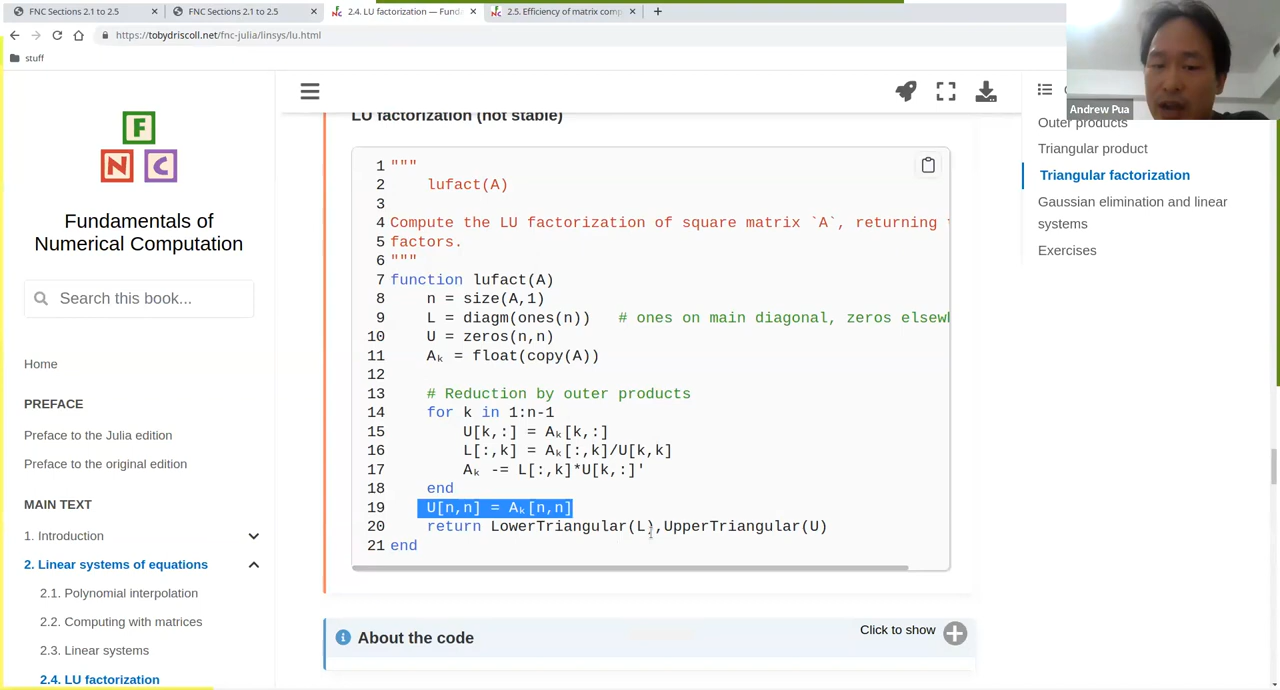 FNC Sections 2.1 to 2.5
FNC Sections 2.1 to 2.5
2.4. LU factorization — Fund
2.5. Efficiency of matrix comp
https://tobydriscoll.net/fnc-julia/linsys/lu.html
stuff
Andrew Pua
F
N C
Fundamentals of
Numerical Computation
Search this book...
Home
PREFACE
Preface to the Julia edition
Preface to the original edition
MAIN TEXT
1. Introduction
2. Linear systems of equations
2.1. Polynomial interpolation
2.2. Computing with matrices
2.3. Linear systems
2.4. LU factorization
LU factorization (not stable)
1 """
2     lufact(A)
3
4 Compute the LU factorization of square matrix `A`, returning
5 factors.
6 """
7 function lufact(A)
8     n = size(A,1)
9     L = diagm(ones(n))   # ones on main diagonal, zeros elsew
10     U = zeros(n,n)
11     Aₖ = float(copy(A))
12
13     # Reduction by outer products
14     for k in 1:n-1
15         U[k,:] = Aₖ[k,:]
16         L[:,k] = Aₖ[:,k]/U[k,k]
17         Aₖ -= L[:,k]*U[k,:]'
18     end
19     U[n,n] = Aₖ[n,n]
20     return LowerTriangular(L),UpperTriangular(U)
21 end
About the code
Click to show
Outer products
Triangular product
Triangular factorization
Gaussian elimination and linear
systems
Exercises